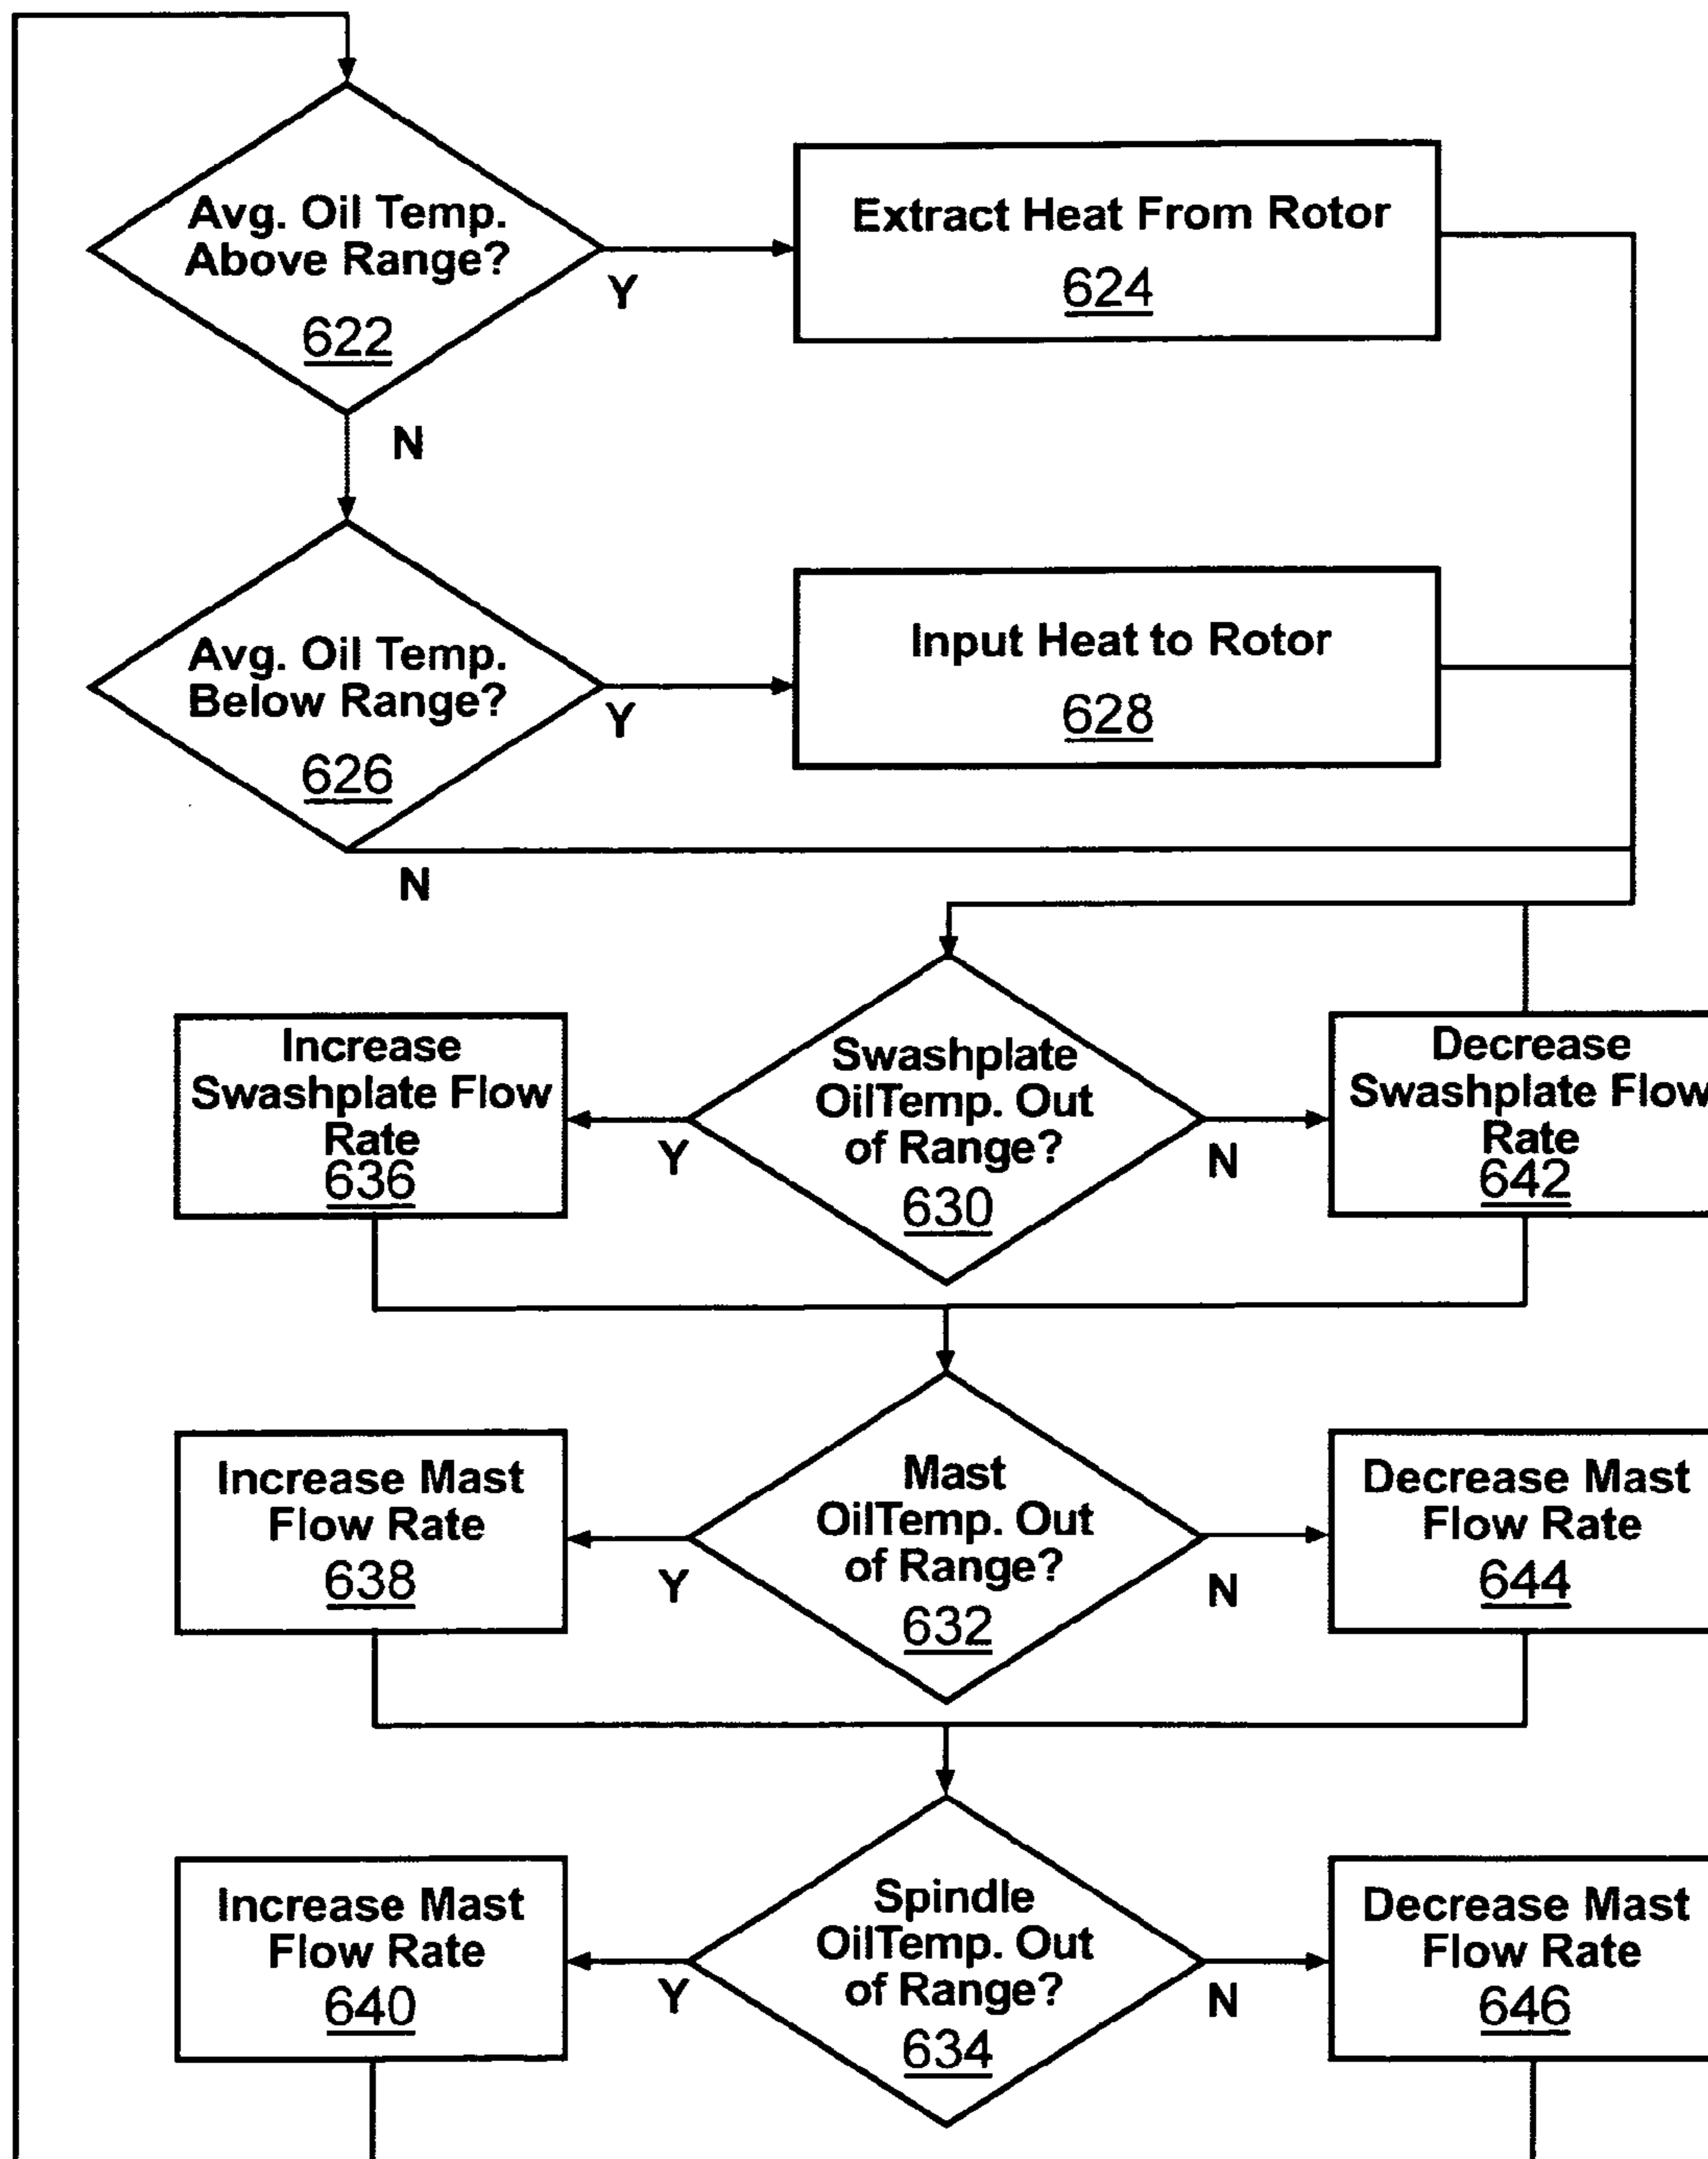 Avg. Oil Temp.
Above Range?
622
Y
N
Extract Heat From Rotor
624
Avg. Oil Temp.
Below Range?
626
Y
N
Input Heat to Rotor
628
Increase
Swashplate Flow
Rate
636
Y
Swashplate
OilTemp. Out
of Range?
630
N
Decrease
Swashplate Flow
Rate
642
Increase Mast
Flow Rate
638
Y
Mast
OilTemp. Out
of Range?
632
N
Decrease Mast
Flow Rate
644
Increase Mast
Flow Rate
640
Y
Spindle
OilTemp. Out
of Range?
634
N
Decrease Mast
Flow Rate
646